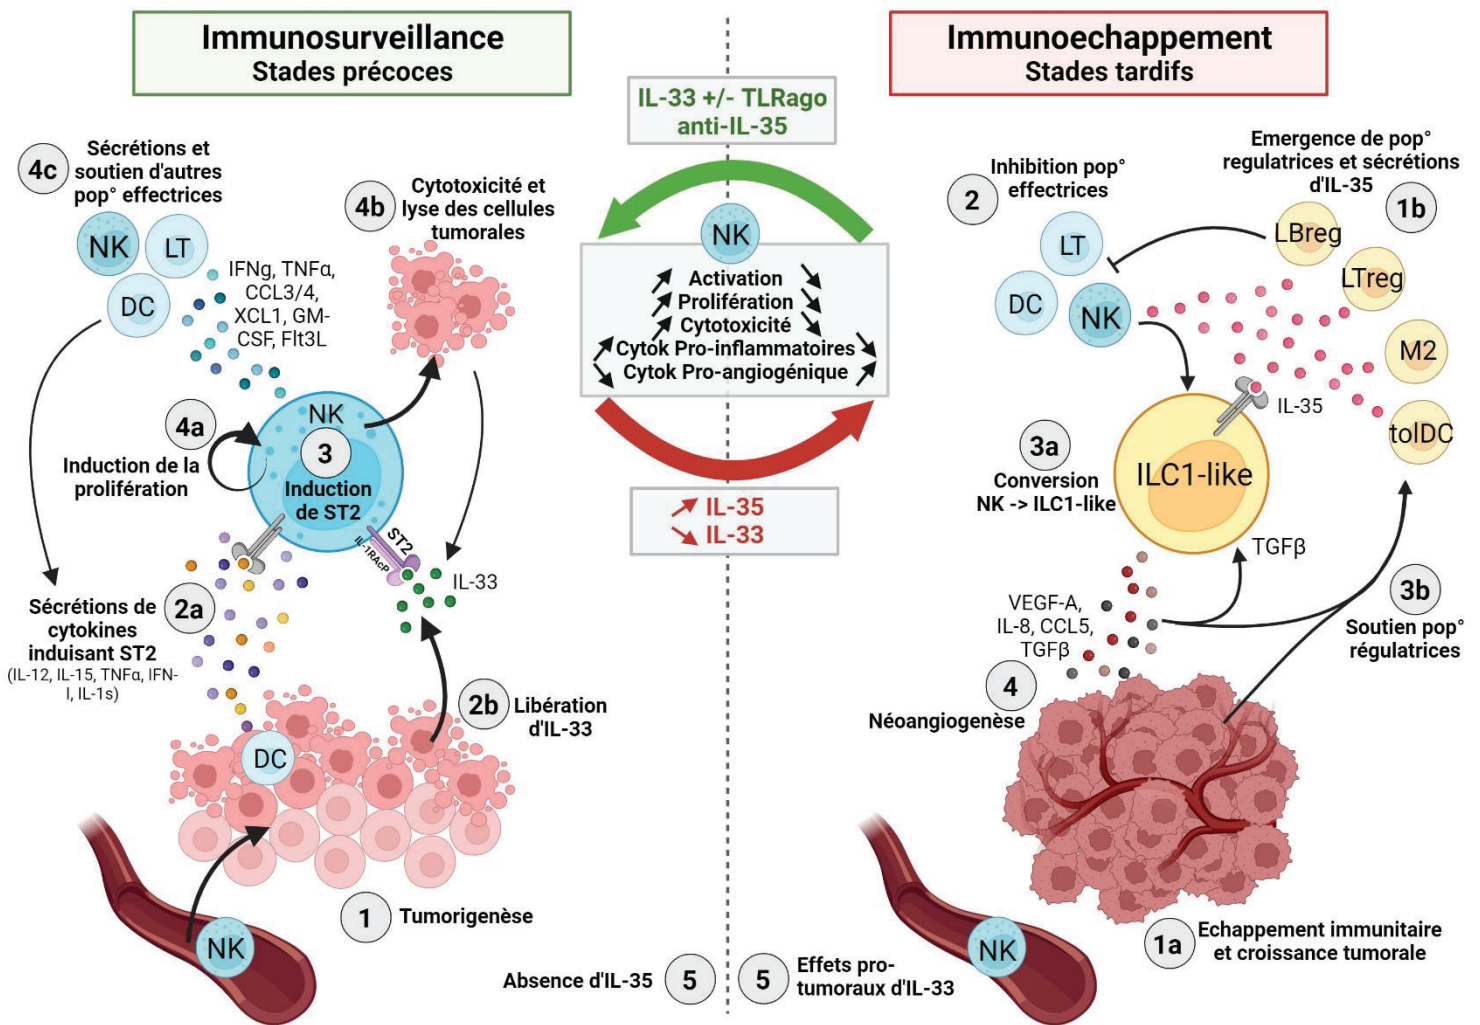 Immunosurveillance
Stades précoces
4c
Sécrétions et
soutien d'autres
pop° effectrices
NK
LT
DC
IFNg, TNFα,
CCL3/4,
XCL1, GM-
CSF, Flt3L
4b
Cytotoxicité et
lyse des cellules
tumorales
4a
Induction de la
prolifération
NK
3
Induction
de ST2
ST2
IL-1RAcP
IL-33
2a
Sécrétions de
cytokines
induisant ST2
(IL-12, IL-15, TNFα, IFN-
I, IL-1s)
2b
Libération
d'IL-33
DC
1
Tumorigenèse
NK
Absence d'IL-35
5
IL-33 +/- TLRago
anti-IL-35
NK
Activation
Prolifération
Cytotoxicité
Cytok Pro-inflammatoires
Cytok Pro-angiogénique
IL-35
IL-33
Immunoechappement
Stades tardifs
2
Inhibition pop°
effectrices
LT
DC
NK
Emergence de pop°
regulatrices et sécrétions
d'IL-35
1b
LBreg
LTreg
M2
tolDC
IL-35
3a
Conversion
NK -> ILC1-like
ILC1-like
TGFβ
VEGF-A,
IL-8, CCL5,
TGFβ
3b
Soutien pop°
régulatrices
4
Néoangiogenèse
1a
Echappement immunitaire
et croissance tumorale
NK
5
Effets pro-
tumoraux d'IL-33